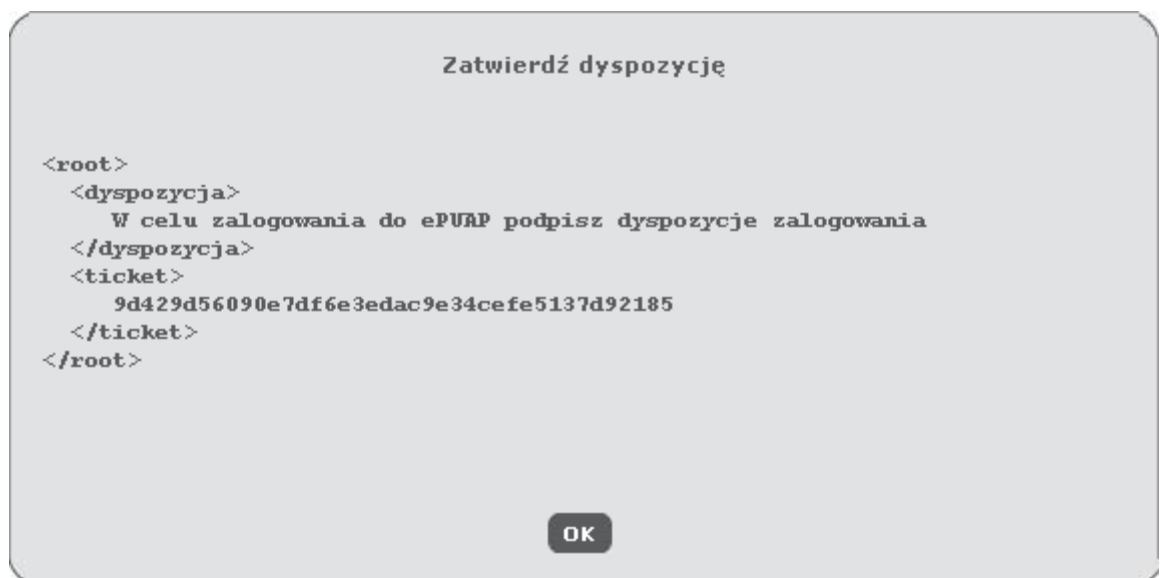 Zatwierdź dyspozycję
<root>
<dyspozycja>
W celu zalogowania do ePUAP podpisz dyspozycje zalogowania
</dyspozycja>
<ticket>
9d429d56090e7df6e3edac9e34cefe5137d92185
</ticket>
</root>
OK